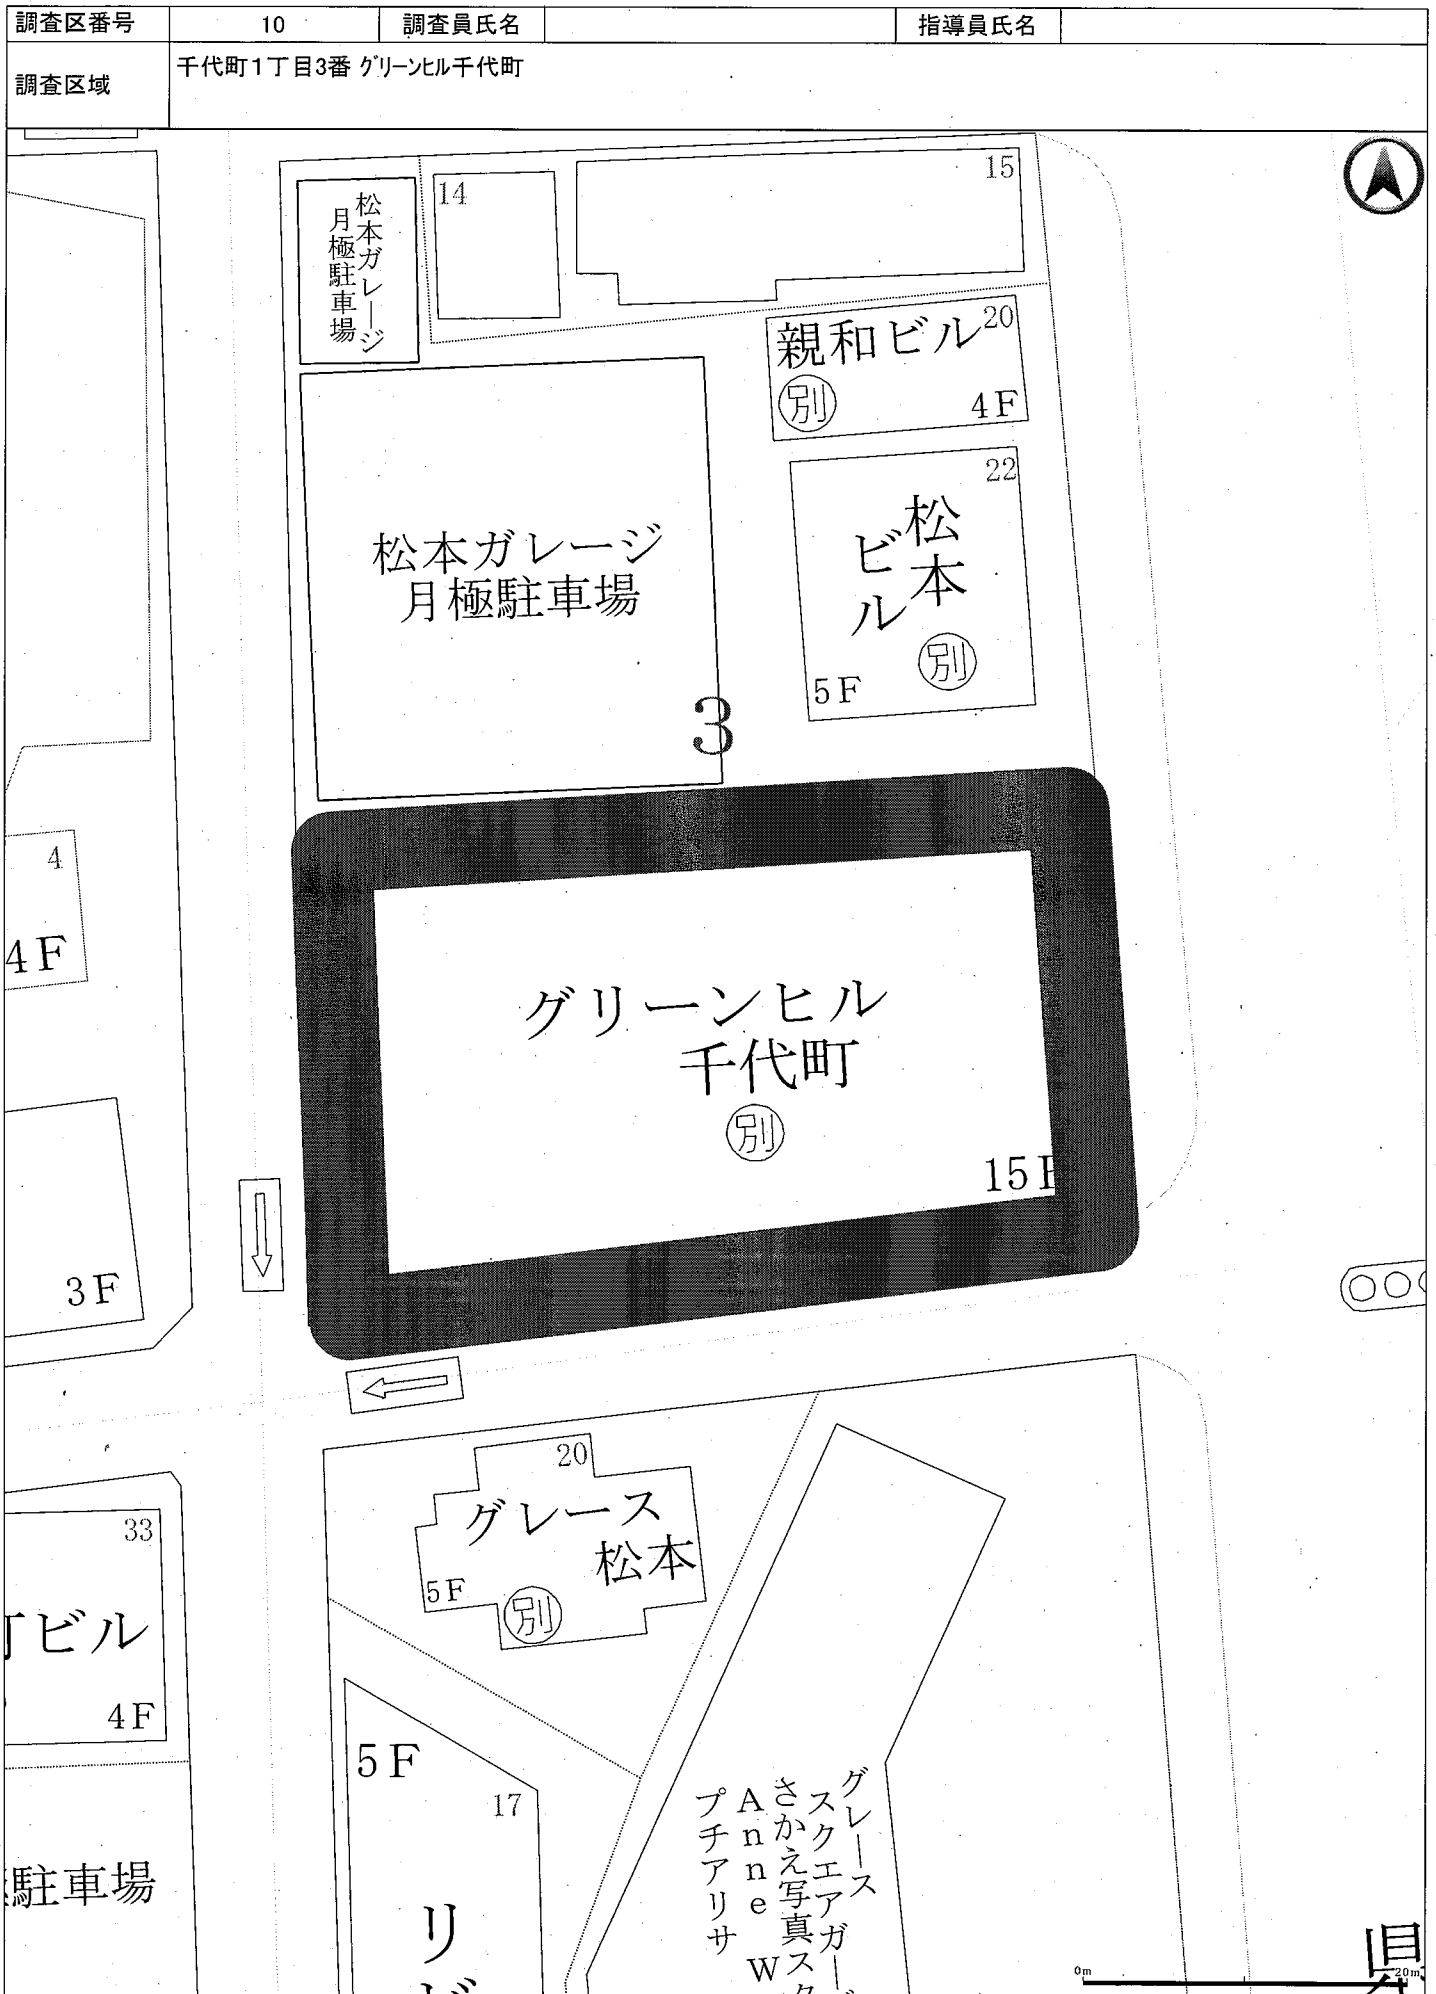 調査区番号 10 調査員氏名 指導員氏名
調査区域 千代町1丁目3番 グリーンヒル千代町
松本ガレージ
月極駐車場
14
15
親和ビル 20
別 4F
22
松本
ビル
別
5F
松本ガレージ
月極駐車場
3
4
4F
グリーンヒル
千代町
別
15F
3F
20
グレース
松本
5F
別
33
ビル
4F
5F
17
リ
駐車場
グレース
スクエアガー
さかえ写真ス
Anne W
プチアリサ
0m 20m